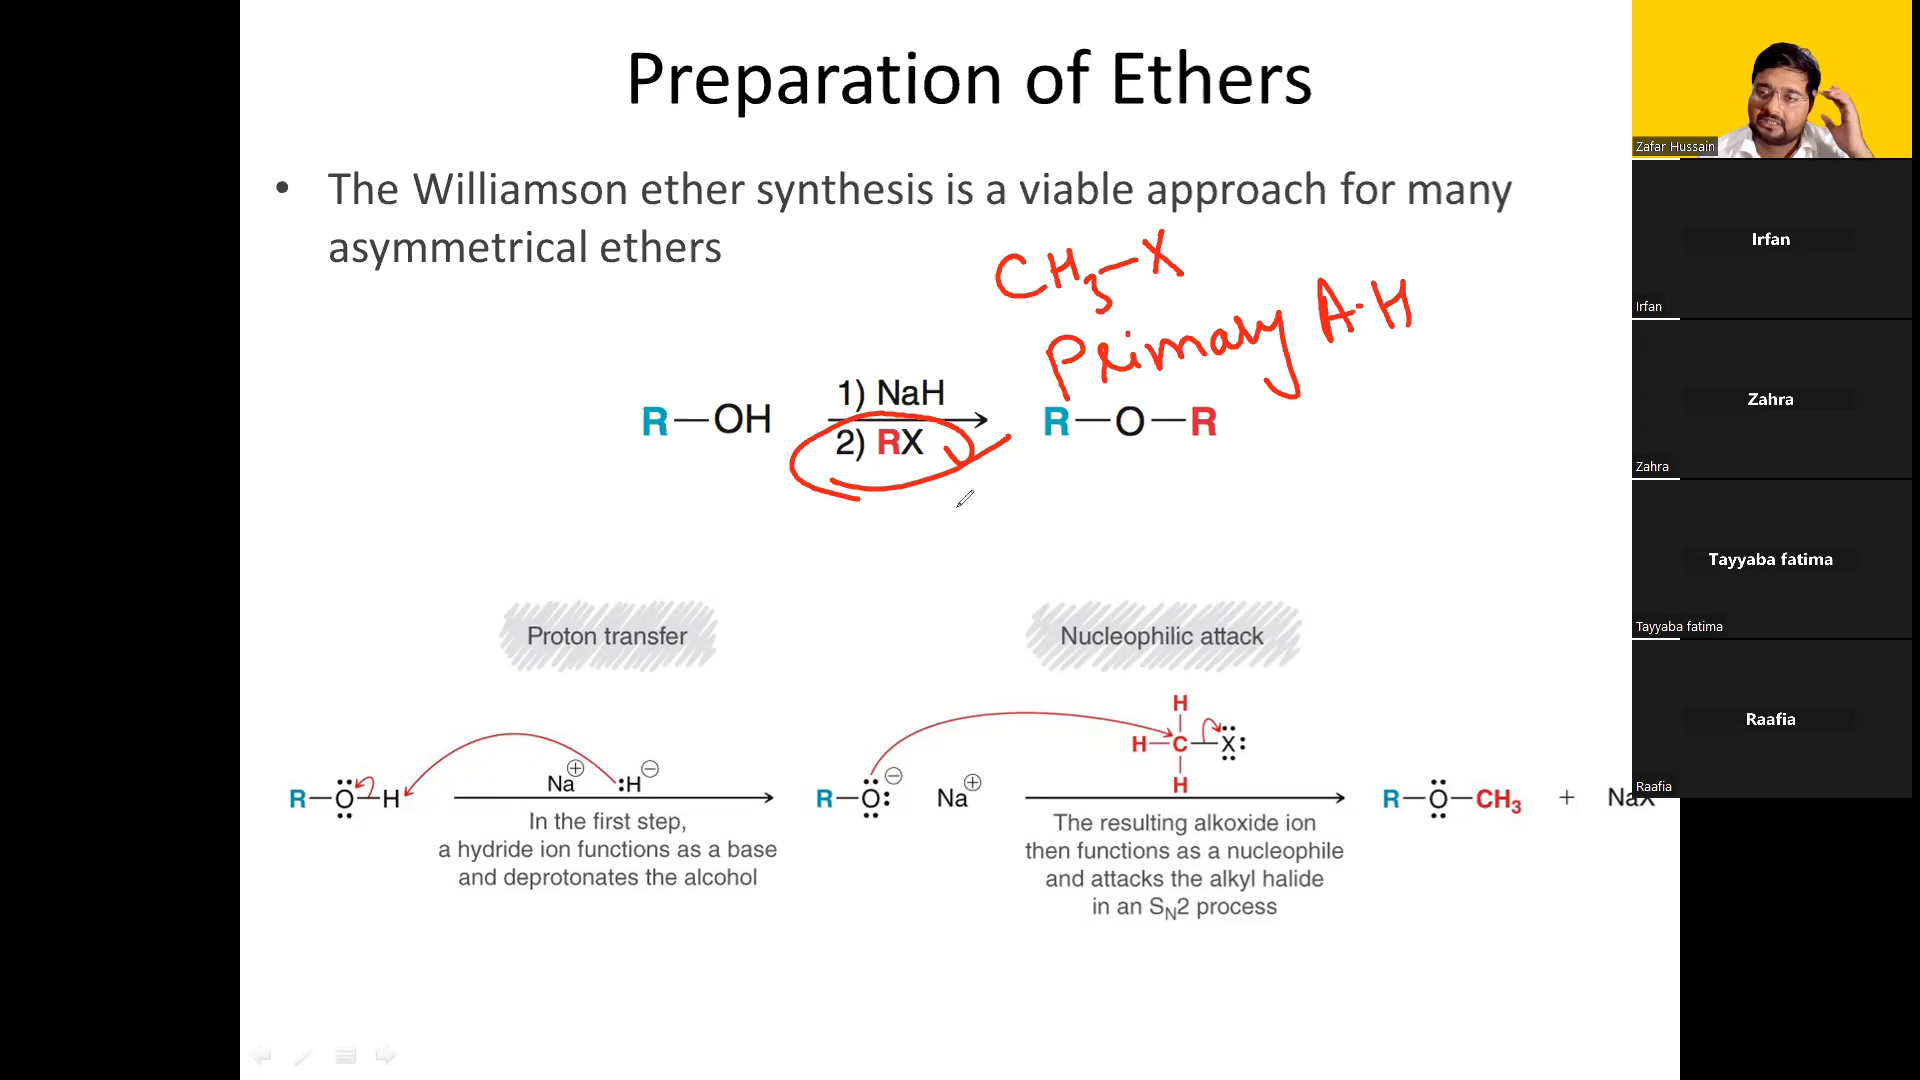 Preparation of Ethers
• The Williamson ether synthesis is a viable approach for many
asymmetrical ethers
CH3-X
Primary A.H
R—OH
1) NaH
2) RX
R—O—R
Proton transfer
Nucleophilic attack
R—O—H
Na⊕ :H⊖
In the first step,
a hydride ion functions as a base
and deprotonates the alcohol
R—O:⊖ Na⊕
H
H—C—X:
H
The resulting alkoxide ion
then functions as a nucleophile
and attacks the alkyl halide
in an SN2 process
R—O—CH3 + NaX
Zafar Hussain
Irfan
Irfan
Zahra
Zahra
Tayyaba fatima
Tayyaba fatima
Raafia
Raafia